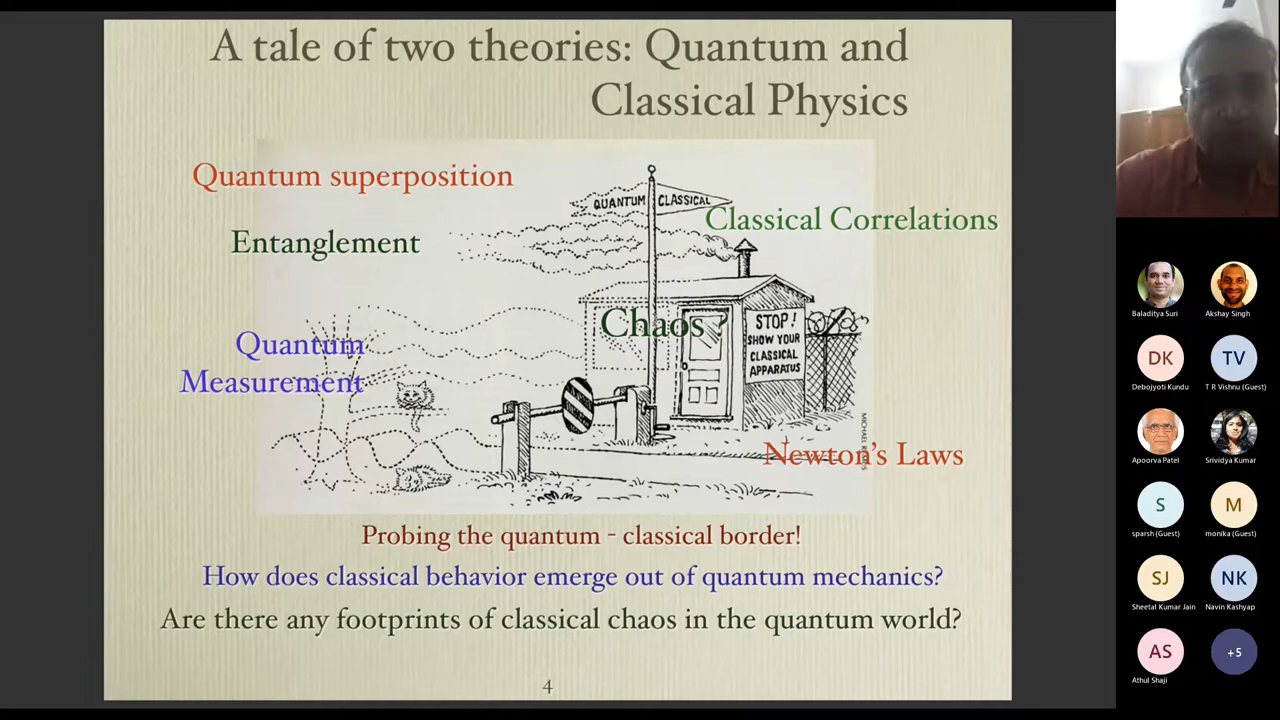 A tale of two theories: Quantum and
Classical Physics
Quantum superposition
QUANTUM CLASSICAL
Classical Correlations
Entanglement
Chaos ?
STOP!
SHOW YOUR
CLASSICAL
APPARATUS
Quantum
Measurement
MICHAEL
Newton's Laws
Probing the quantum - classical border!
How does classical behavior emerge out of quantum mechanics?
Are there any footprints of classical chaos in the quantum world?
4
Baladitya Suri
Akshay Singh
DK
TV
Debojyoti Kundu
T R Vishnu (Guest)
Apoorva Patel
Srividya Kumar
S
M
sparsh (Guest)
monika (Guest)
SJ
NK
Sheetal Kumar Jain
Navin Kashyap
AS
+5
Athul Shaji